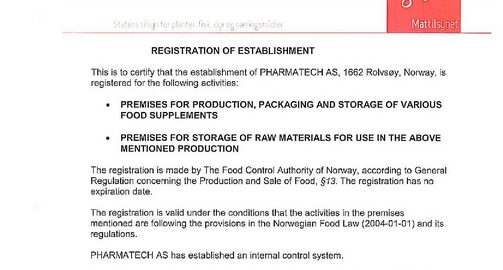 Statens tilsyn for planter, fisk, dyr og næringsmidler
Mattilsynet
REGISTRATION OF ESTABLISHMENT
This is to certify that the establishment of PHARMATECH AS, 1662 Rolvsøy, Norway, is
registered for the following activities:
• PREMISES FOR PRODUCTION, PACKAGING AND STORAGE OF VARIOUS
FOOD SUPPLEMENTS
• PREMISES FOR STORAGE OF RAW MATERIALS FOR USE IN THE ABOVE
MENTIONED PRODUCTION
The registration is made by The Food Control Authority of Norway, according to General
Regulation concerning the Production and Sale of Food, §13. The registration has no
expiration date.
The registration is valid under the conditions that the activities in the premises
mentioned are following the provisions in the Norwegian Food Law (2004-01-01) and its
regulations.
PHARMATECH AS has established an internal control system.